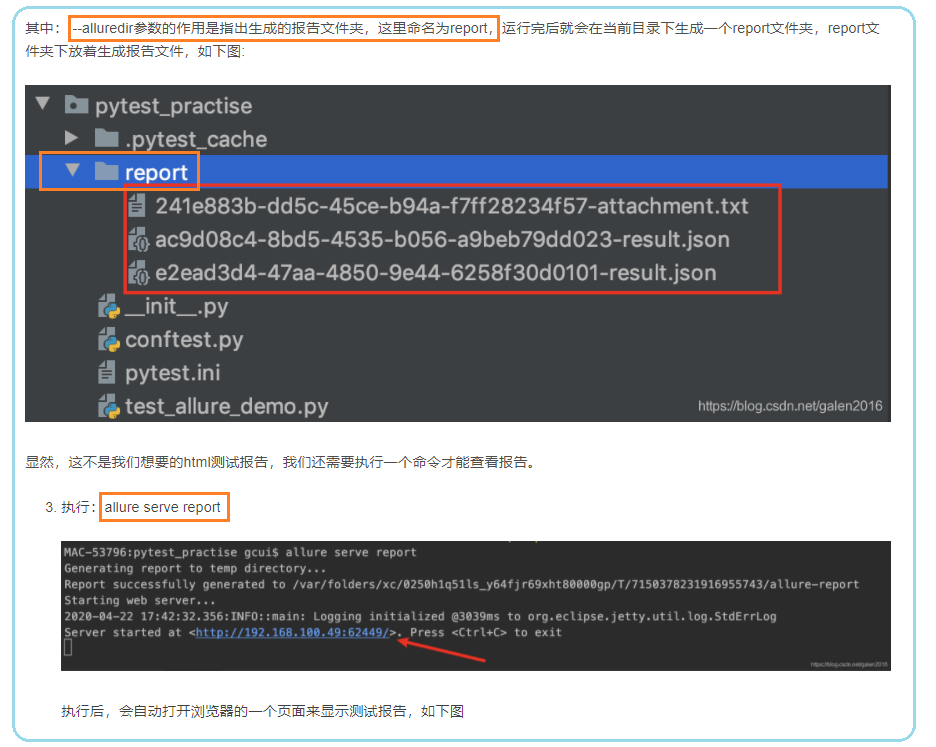 其中：--alluredir参数的作用是指出生成的报告文件夹，这里命名为report，运行完后就会在当前目录下生成一个report文件夹，report文
件夹下放着生成报告文件，如下图:
pytest_practise
.pytest_cache
report
241e883b-dd5c-45ce-b94a-f7ff28234f57-attachment.txt
ac9d08c4-8bd5-4535-b056-a9beb79dd023-result.json
e2ead3d4-47aa-4850-9e44-6258f30d0101-result.json
__init__.py
conftest.py
pytest.ini
test_allure_demo.py
https://blog.csdn.net/galen2016
显然，这不是我们想要的html测试报告，我们还需要执行一个命令才能查看报告。
3. 执行：allure serve report
MAC-53796:pytest_practise gcui$ allure serve report
Generating report to temp directory...
Report successfully generated to /var/folders/xc/0250h1q51ls_y64fjr69xht80000gp/T/7150378231916955743/allure-report
Starting web server...
2020-04-22 17:42:32.356:INFO::main: Logging initialized @3039ms to org.eclipse.jetty.util.log.StdErrLog
Server started at <http://192.168.100.49:62449/>. Press <Ctrl+C> to exit
https://blog.csdn.net/galen2016
执行后，会自动打开浏览器的一个页面来显示测试报告，如下图